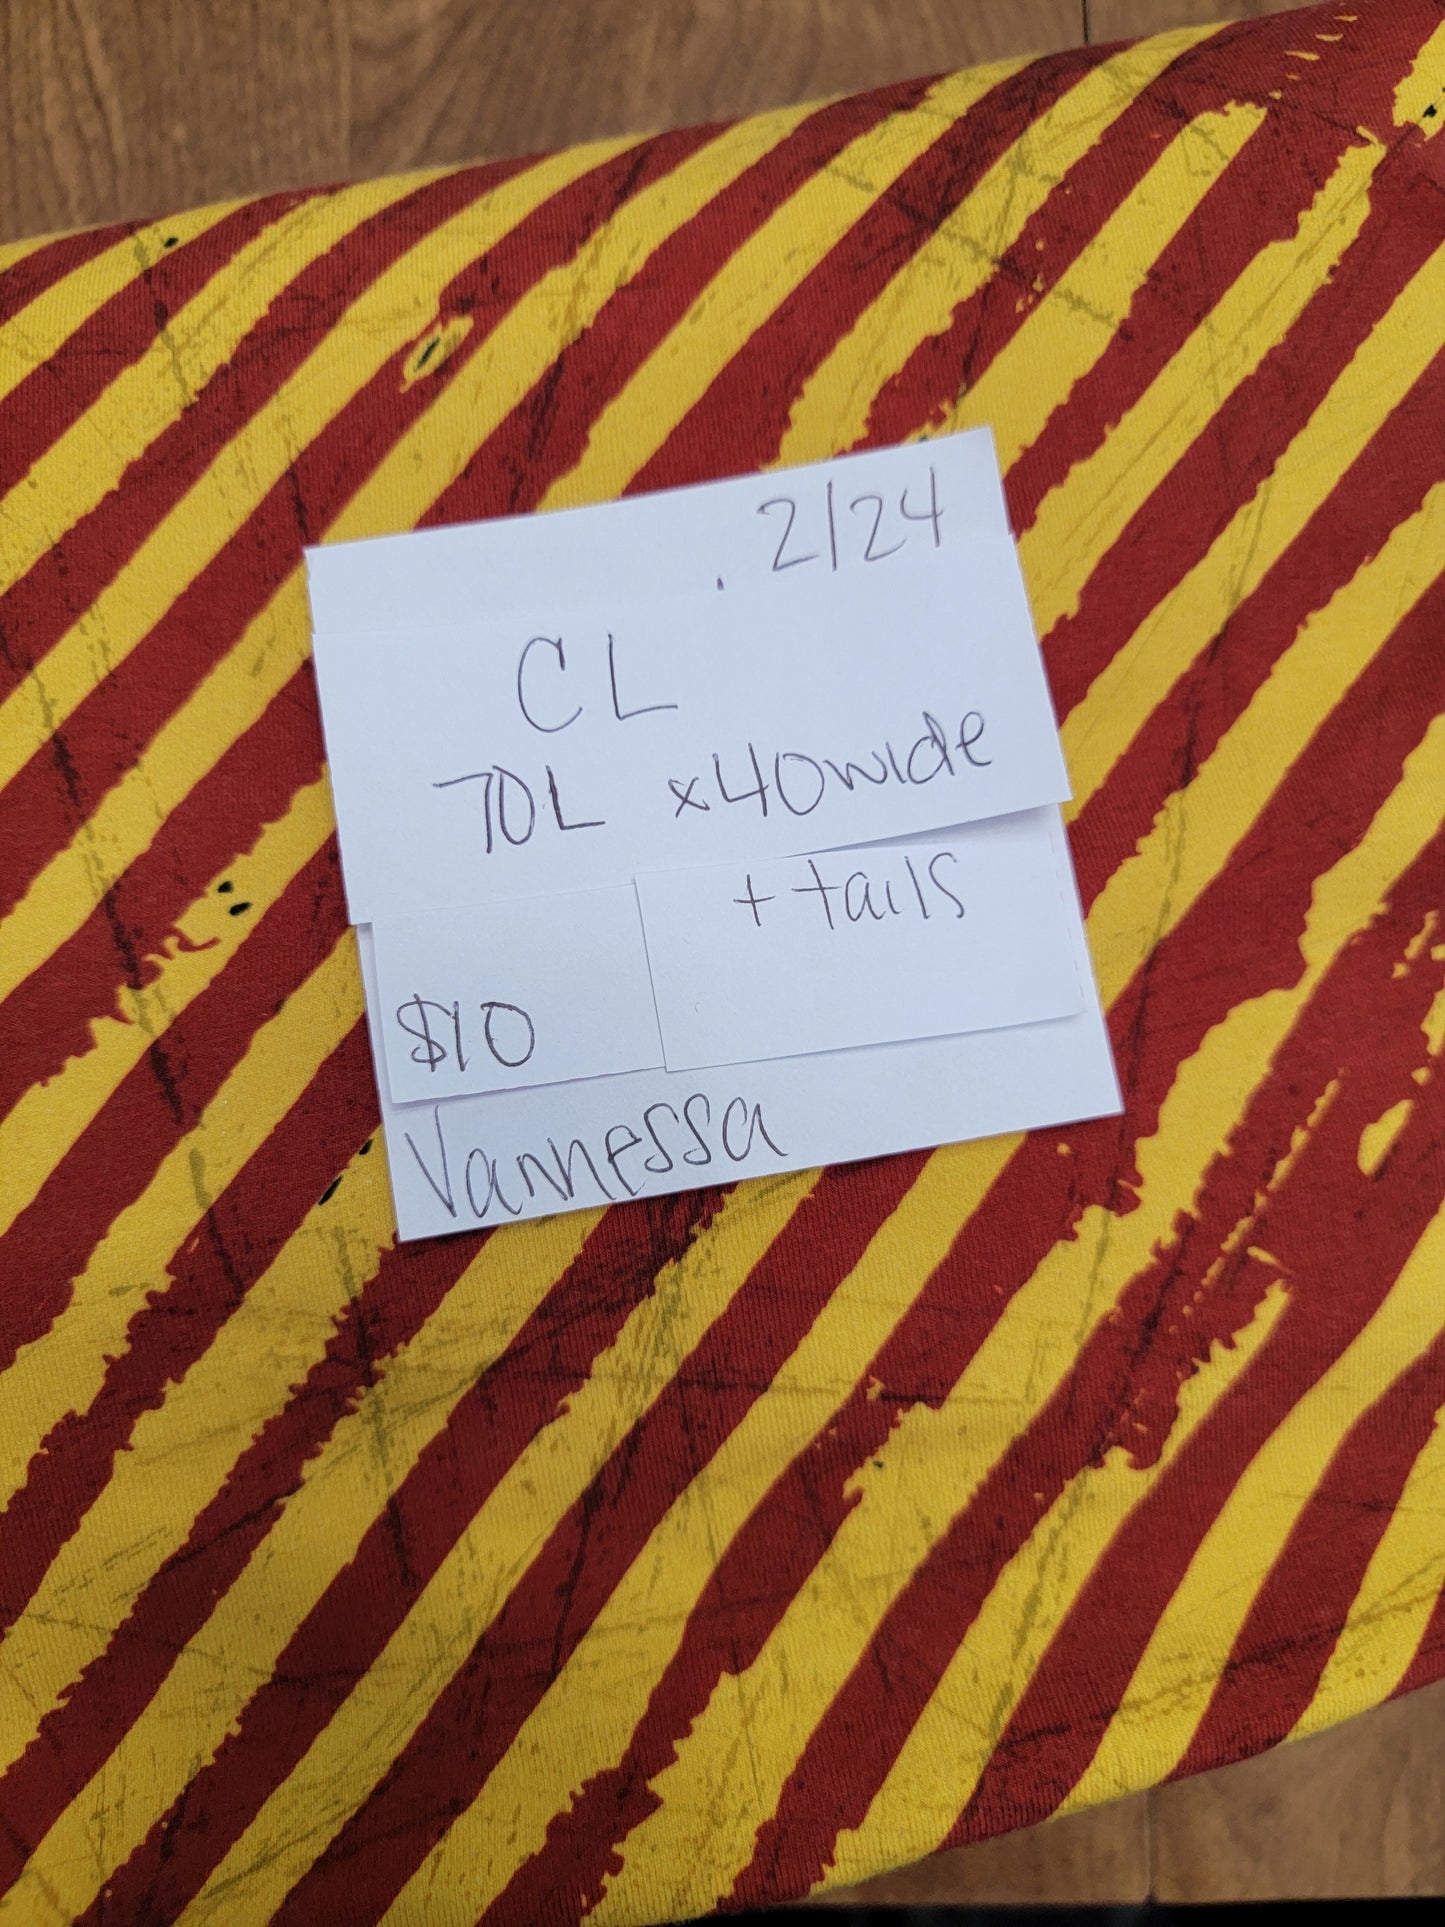 . 2/24
CL
70L x40wide
+ tails
$10
Vannessa